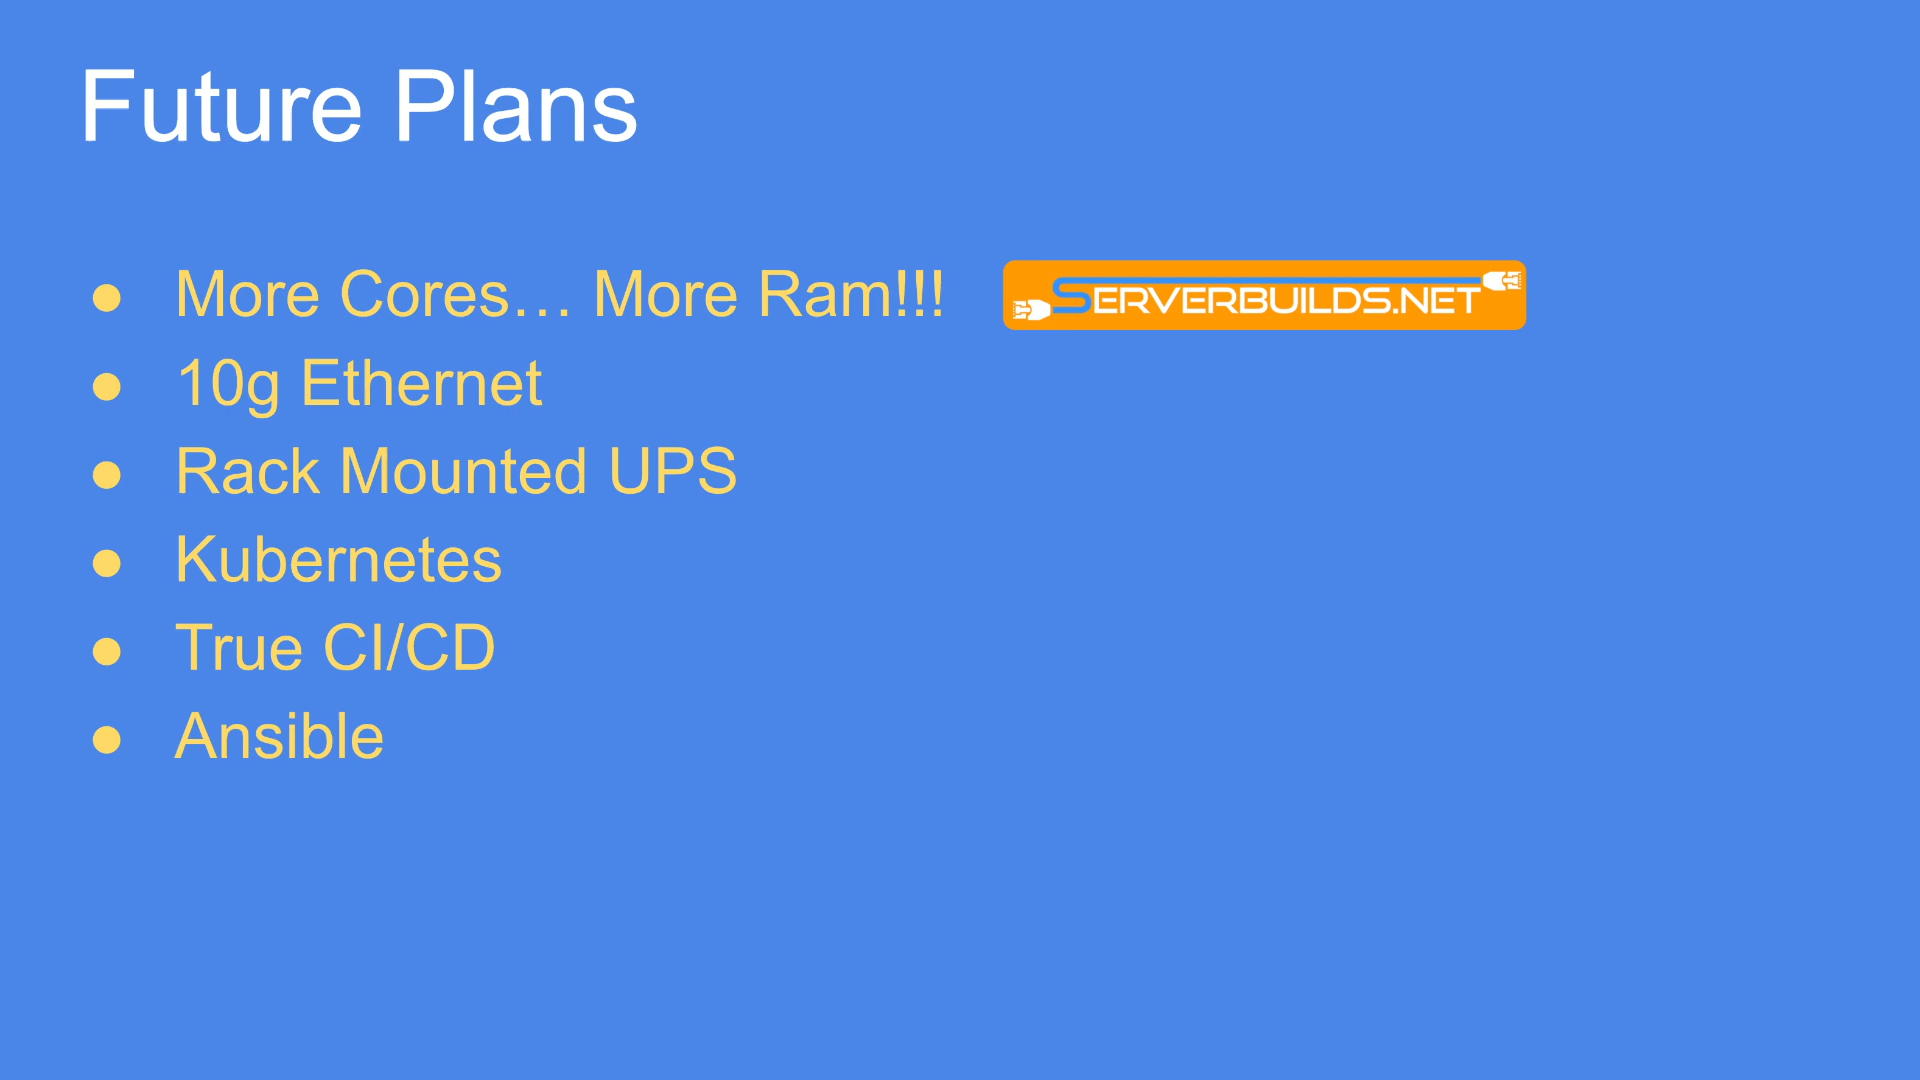 Future Plans
● More Cores… More Ram!!!
SERVERBUILDS.NET
● 10g Ethernet
● Rack Mounted UPS
● Kubernetes
● True CI/CD
● Ansible